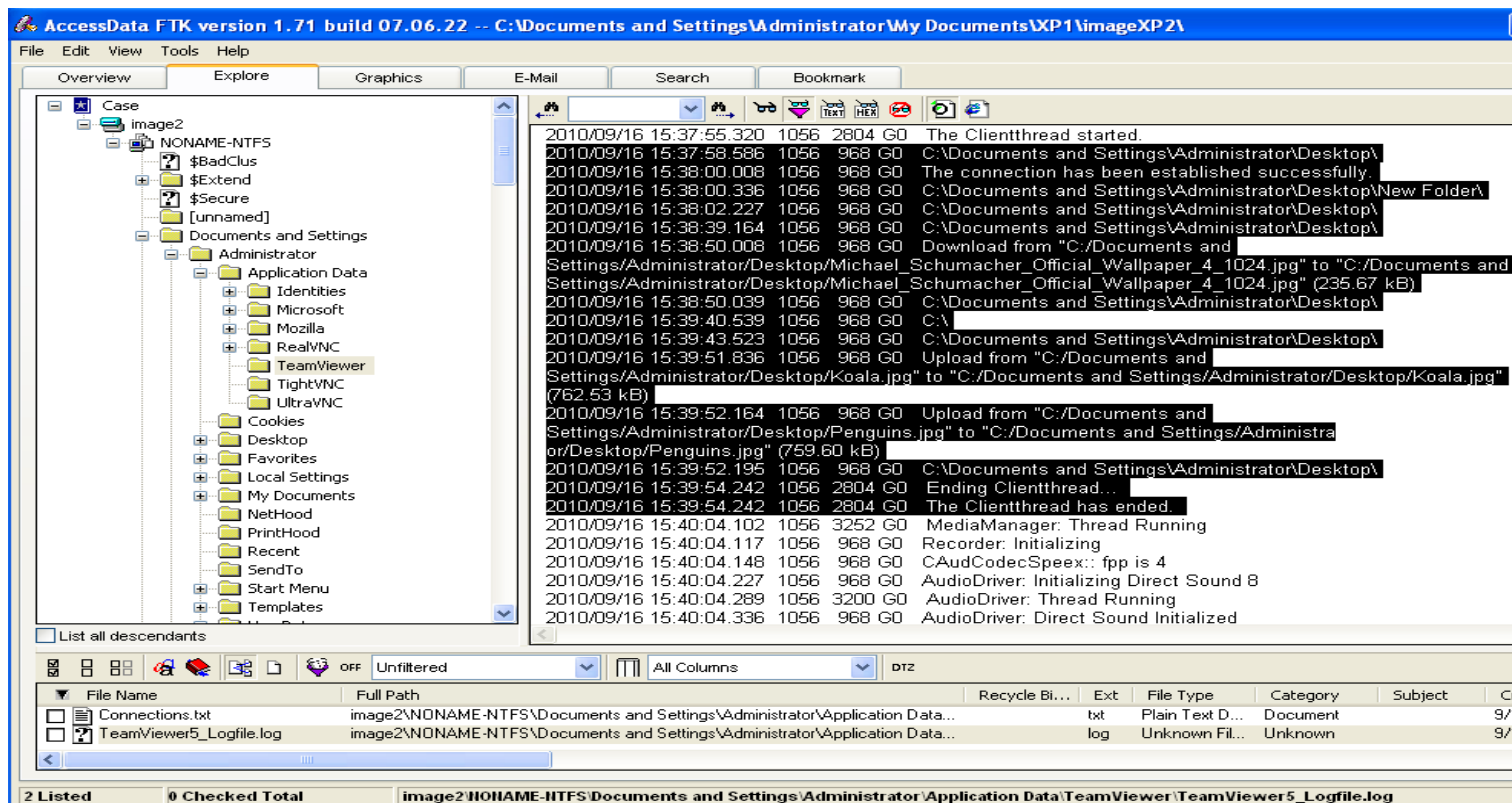 AccessData FTK version 1.71 build 07.06.22 -- C:\Documents and Settings\Administrator\My Documents\XP1\imageXP2\
File Edit View Tools Help
Overview Explore Graphics E-Mail Search Bookmark
Case
image2
NONAME-NTFS
$BadClus
$Extend
$Secure
[unnamed]
Documents and Settings
Administrator
Application Data
Identities
Microsoft
Mozilla
RealVNC
TeamViewer
TightVNC
UltraVNC
Cookies
Desktop
Favorites
Local Settings
My Documents
NetHood
PrintHood
Recent
SendTo
Start Menu
Templates
List all descendants
TEXT HEX
2010/09/16 15:37:55.320 1056 2804 G0 The Clientthread started.
2010/09/16 15:37:58.586 1056 968 G0 C:\Documents and Settings\Administrator\Desktop\
2010/09/16 15:38:00.008 1056 968 G0 The connection has been established successfully.
2010/09/16 15:38:00.336 1056 968 G0 C:\Documents and Settings\Administrator\Desktop\New Folder\
2010/09/16 15:38:02.227 1056 968 G0 C:\Documents and Settings\Administrator\Desktop\
2010/09/16 15:38:39.164 1056 968 G0 C:\Documents and Settings\Administrator\Desktop\
2010/09/16 15:38:50.008 1056 968 G0 Download from "C:/Documents and
Settings/Administrator/Desktop/Michael_Schumacher_Official_Wallpaper_4_1024.jpg" to "C:/Documents and
Settings/Administrator/Desktop/Michael_Schumacher_Official_Wallpaper_4_1024.jpg" (235.67 kB)
2010/09/16 15:38:50.039 1056 968 G0 C:\Documents and Settings\Administrator\Desktop\
2010/09/16 15:39:40.539 1056 968 G0 C:\
2010/09/16 15:39:43.523 1056 968 G0 C:\Documents and Settings\Administrator\Desktop\
2010/09/16 15:39:51.836 1056 968 G0 Upload from "C:/Documents and
Settings/Administrator/Desktop/Koala.jpg" to "C:/Documents and Settings/Administrator/Desktop/Koala.jpg"
(762.53 kB)
2010/09/16 15:39:52.164 1056 968 G0 Upload from "C:/Documents and
Settings/Administrator/Desktop/Penguins.jpg" to "C:/Documents and Settings/Administra
or/Desktop/Penguins.jpg" (759.60 kB)
2010/09/16 15:39:52.195 1056 968 G0 C:\Documents and Settings\Administrator\Desktop\
2010/09/16 15:39:54.242 1056 2804 G0 Ending Clientthread...
2010/09/16 15:39:54.242 1056 2804 G0 The Clientthread has ended.
2010/09/16 15:40:04.102 1056 3252 G0 MediaManager: Thread Running
2010/09/16 15:40:04.117 1056 968 G0 Recorder: Initializing
2010/09/16 15:40:04.148 1056 968 G0 CAudCodecSpeex:: fpp is 4
2010/09/16 15:40:04.227 1056 968 G0 AudioDriver: Initializing Direct Sound 8
2010/09/16 15:40:04.289 1056 3200 G0 AudioDriver: Thread Running
2010/09/16 15:40:04.336 1056 968 G0 AudioDriver: Direct Sound Initialized
OFF Unfiltered All Columns DTZ
File Name Full Path Recycle Bi... Ext File Type Category Subject
Connections.txt image2\NONAME-NTFS\Documents and Settings\Administrator\Application Data... txt Plain Text D... Document 9/
TeamViewer5_Logfile.log image2\NONAME-NTFS\Documents and Settings\Administrator\Application Data... log Unknown Fil... Unknown 9/
2 Listed 0 Checked Total image2\NONAME-NTFS\Documents and Settings\Administrator\Application Data\TeamViewer\TeamViewer5_Logfile.log